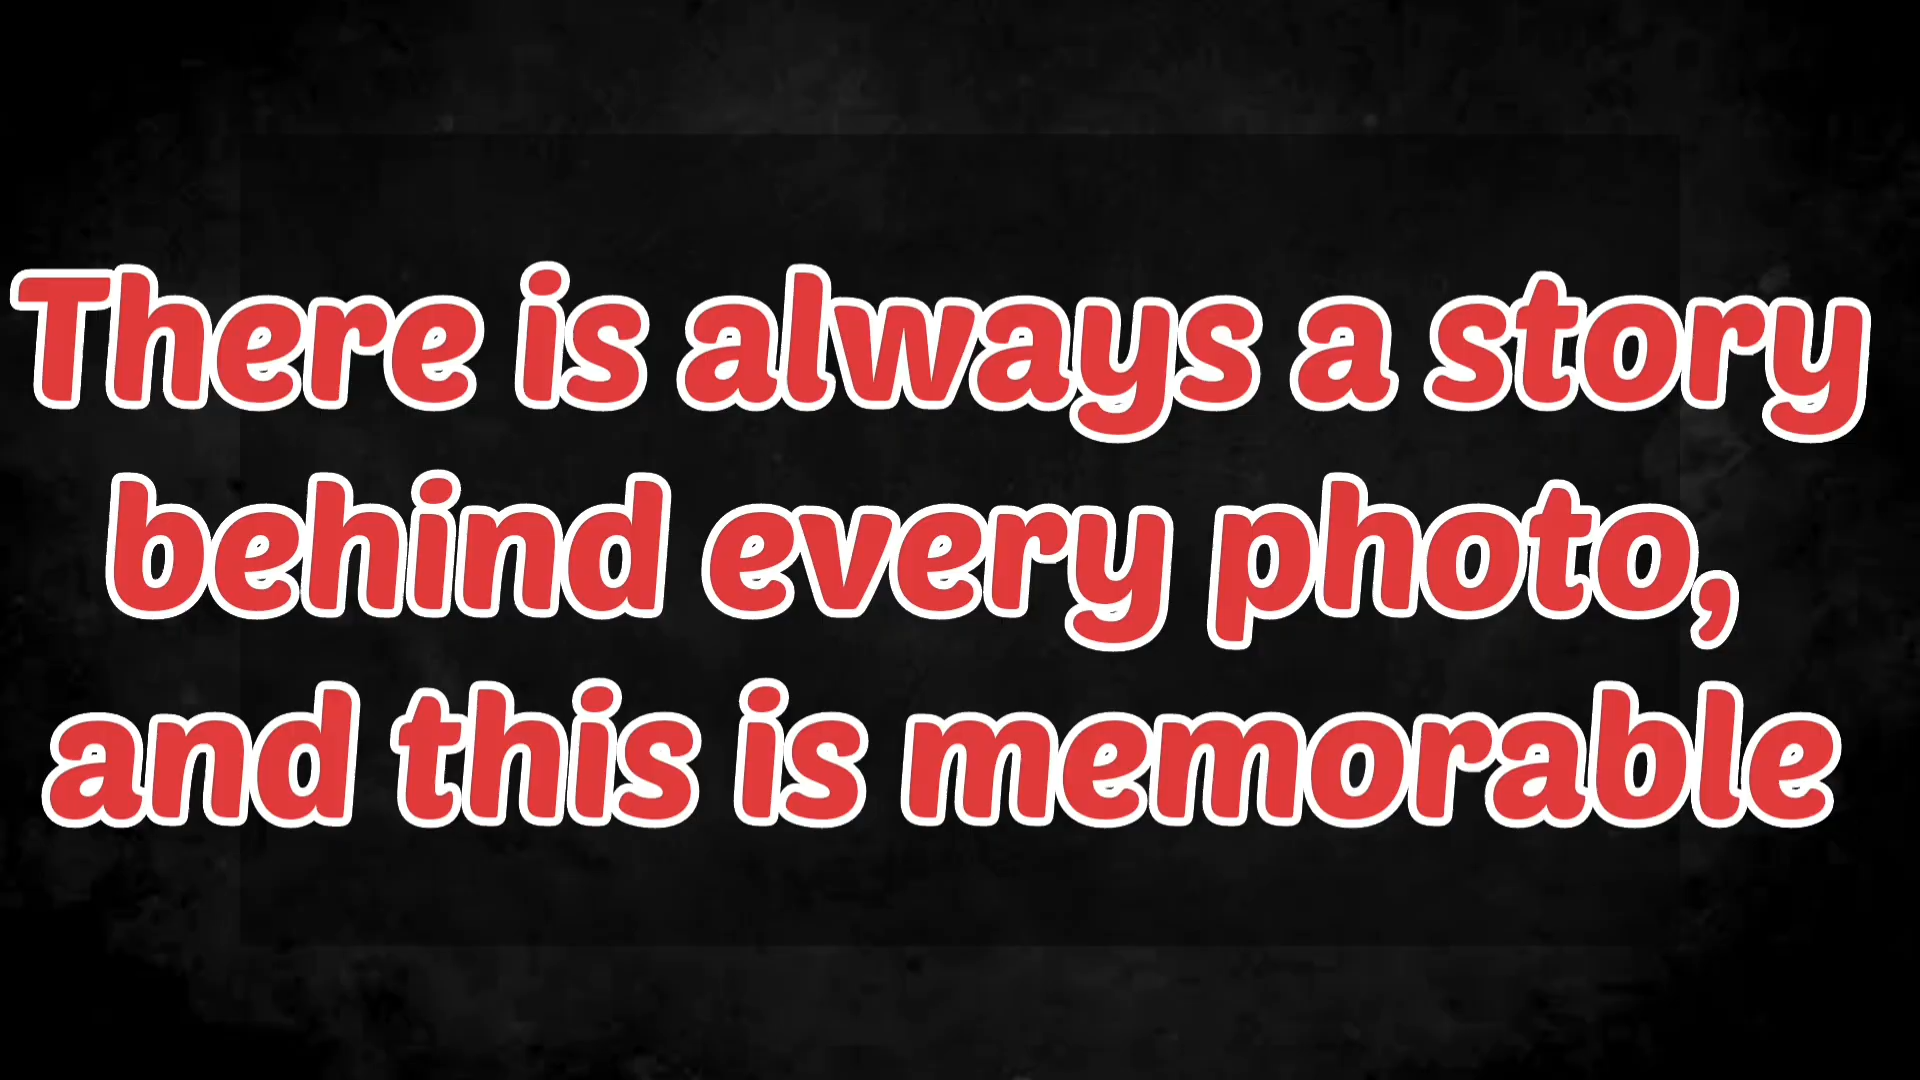 There is always a story
behind every photo,
and this is memorable